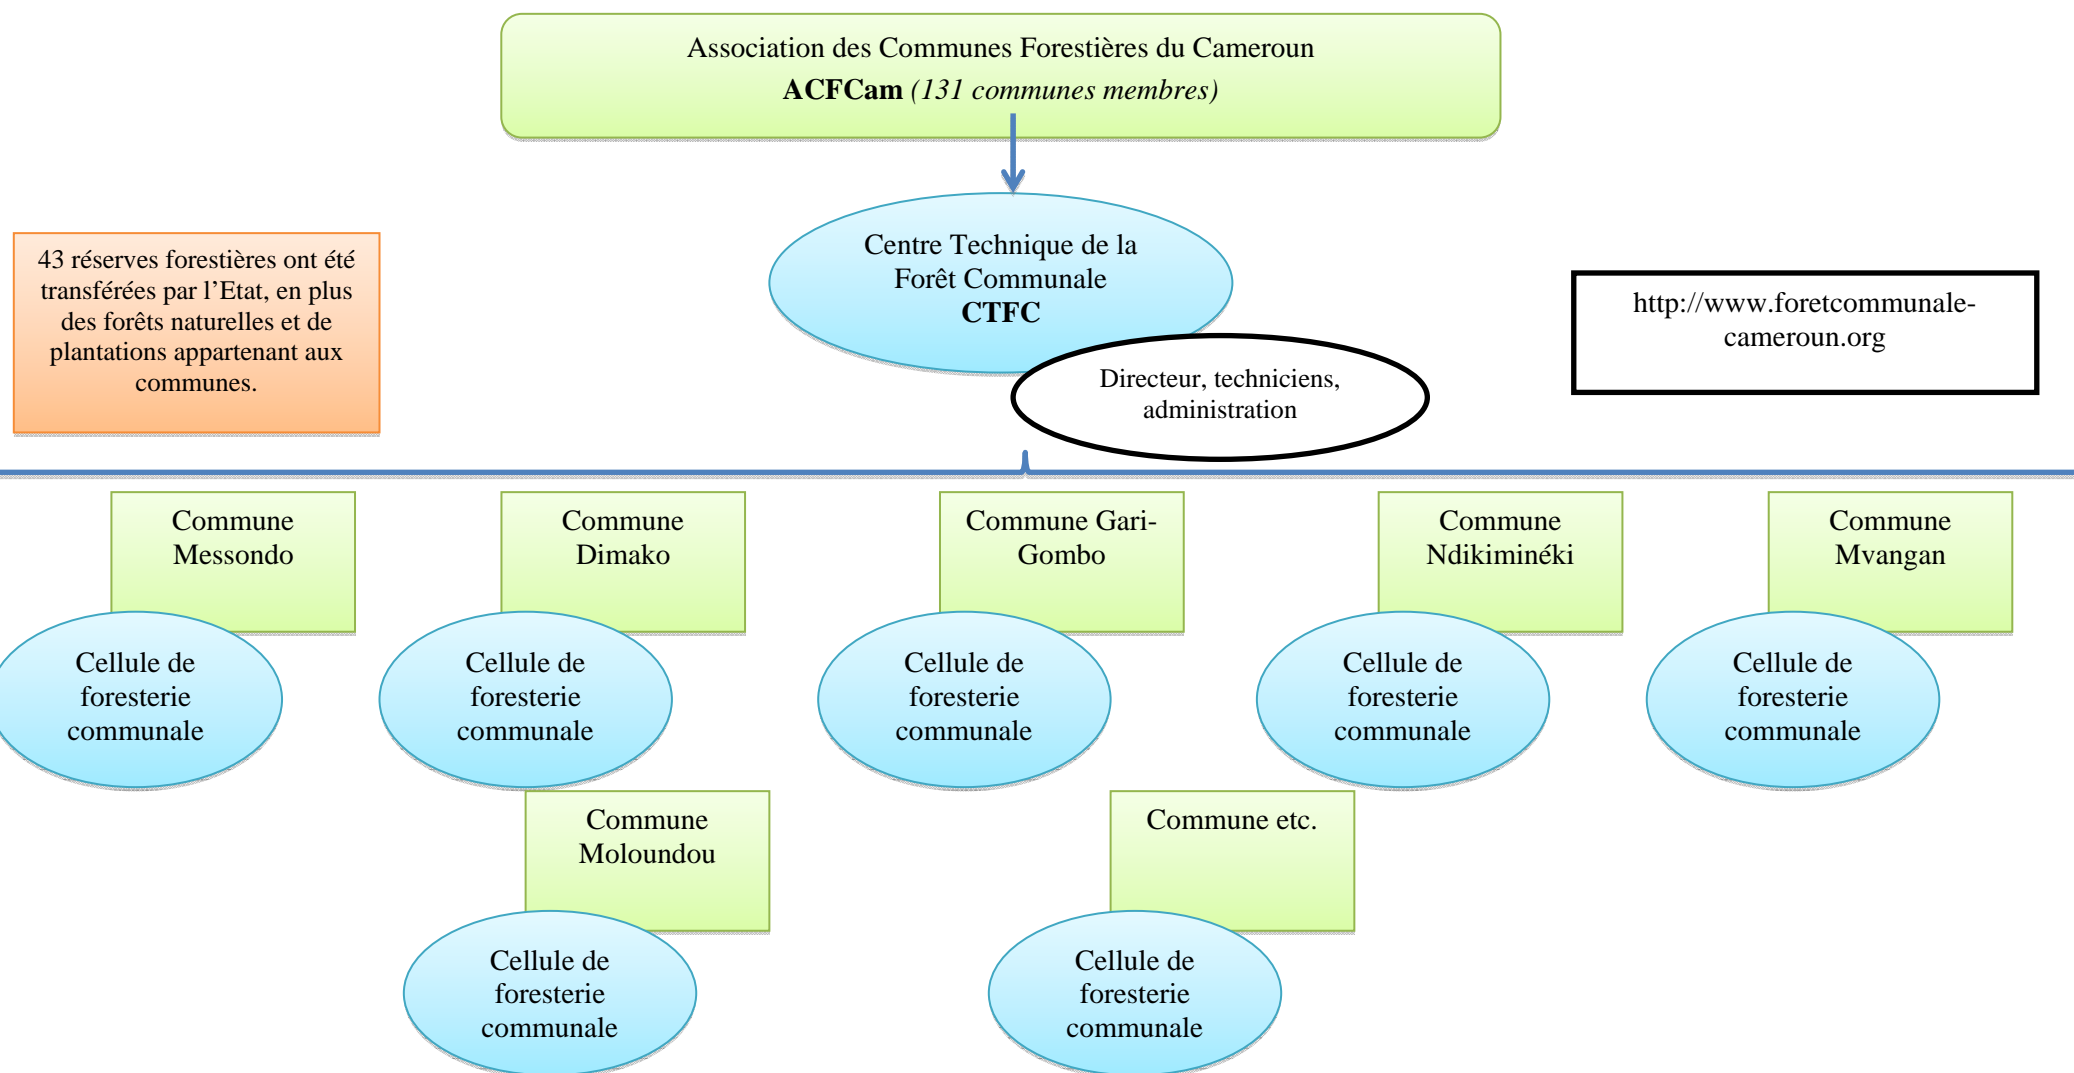 Association des Communes Forestières du Cameroun
ACFCam (131 communes membres)
Centre Technique de la
Forêt Communale
CTFC
43 réserves forestières ont été
transférées par l’Etat, en plus
des forêts naturelles et de
plantations appartenant aux
communes.
http://www.foretcommunale-
cameroun.org
Directeur, techniciens,
administration
Commune
Messondo
Commune
Dimako
Commune Gari-
Gombo
Commune
Ndikiminéki
Commune
Mvangan
Cellule de
foresterie
communale
Cellule de
foresterie
communale
Cellule de
foresterie
communale
Cellule de
foresterie
communale
Cellule de
foresterie
communale
Commune
Moloundou
Commune etc.
Cellule de
foresterie
communale
Cellule de
foresterie
communale